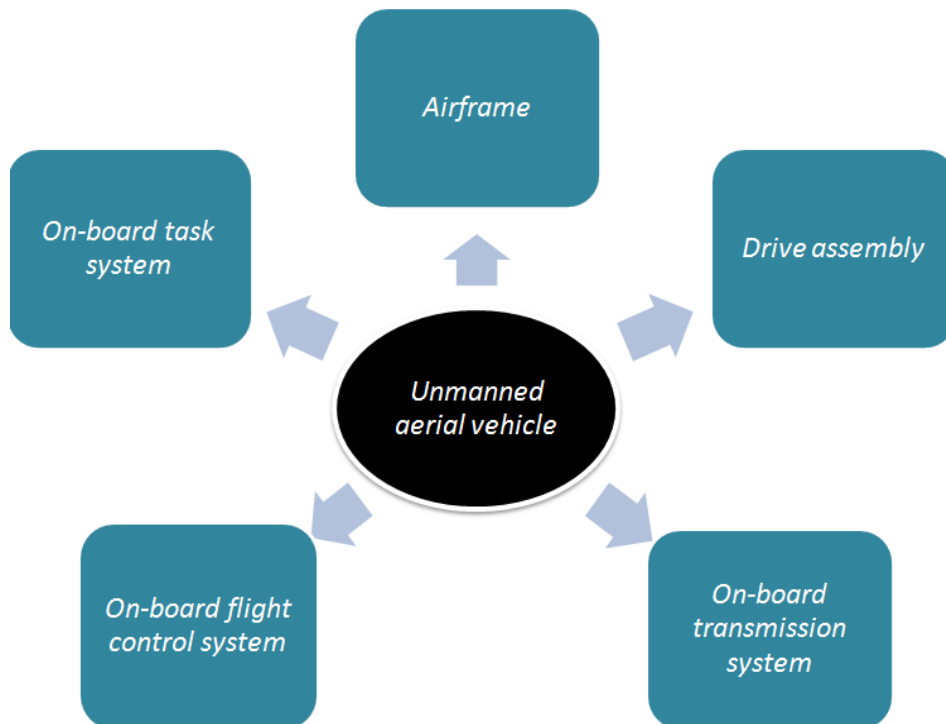 Airframe
On-board task
system
Drive assembly
Unmanned
aerial vehicle
On-board flight
control system
On-board
transmission
system